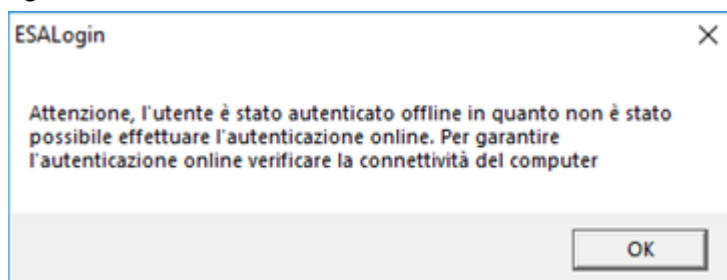 ESALogin
Attenzione, l'utente è stato autenticato offline in quanto non è stato
possibile effettuare l'autenticazione online. Per garantire
l'autenticazione online verificare la connettività del computer
OK